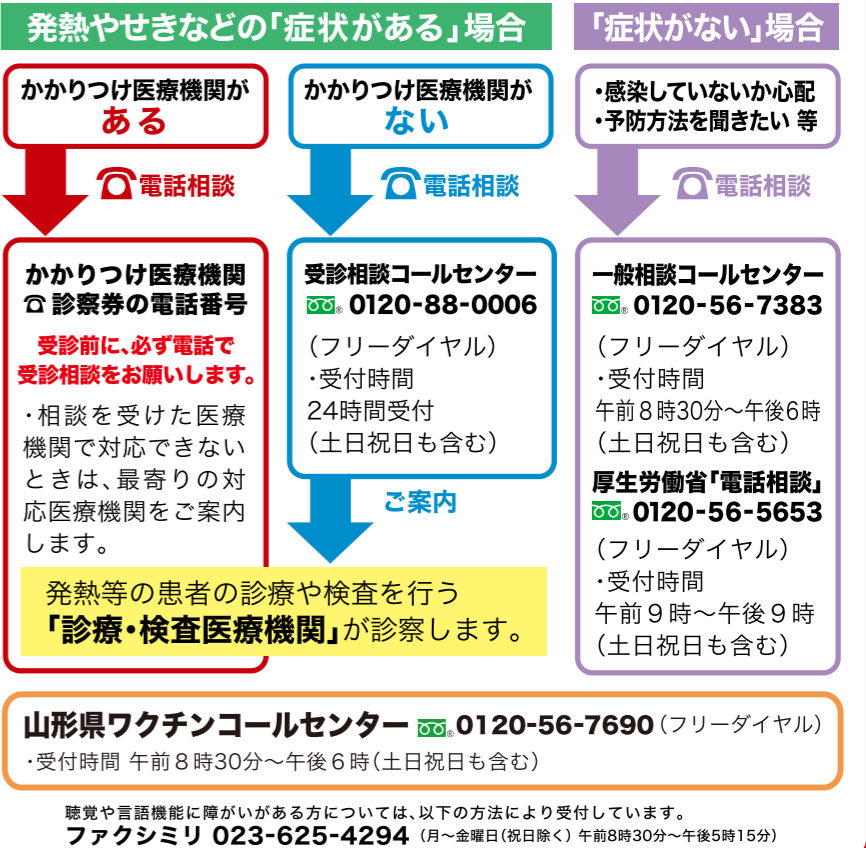 発熱やせきなどの「症状がある」場合
かかりつけ医療機関が
ある
電話相談
かかりつけ医療機関
☎診察券の電話番号
受診前に、必ず電話で
受診相談をお願いします。
・相談を受けた医療
機関で対応できない
ときは、最寄りの対
応医療機関をご案内
します。
かかりつけ医療機関が
ない
電話相談
受診相談コールセンター
0120-88-0006
（フリーダイヤル）
・受付時間
24時間受付
（土日祝日も含む）
ご案内
発熱等の患者の診療や検査を行う
「診療・検査医療機関」が診察します。
「症状がない」場合
・感染していないか心配
・予防方法を聞きたい 等
電話相談
一般相談コールセンター
0120-56-7383
（フリーダイヤル）
・受付時間
午前８時30分～午後6時
（土日祝日も含む）
厚生労働省「電話相談」
0120-56-5653
（フリーダイヤル）
・受付時間
午前９時～午後９時
（土日祝日も含む）
山形県ワクチンコールセンター 0120-56-7690（フリーダイヤル）
・受付時間 午前８時30分～午後６時（土日祝日も含む）
聴覚や言語機能に障がいがある方については、以下の方法により受付しています。
ファクシミリ 023-625-4294（月～金曜日（祝日除く） 午前8時30分～午後5時15分）